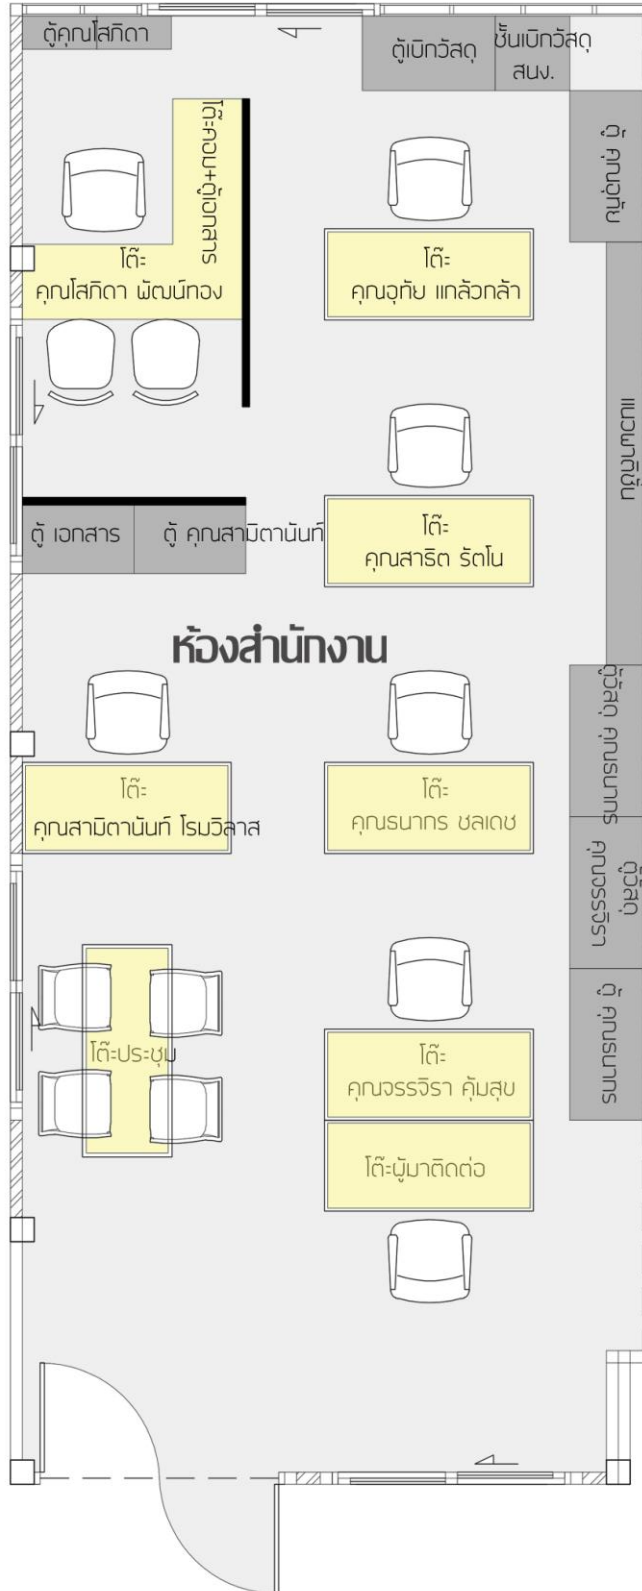 ตู้คุณโสภิดา
ตู้เบิกวัสดุ
ชั้นเบิกวัสดุ
สนง.
ตู้ คุณอุทัย
โต๊ะคอม+ตู้เอกสาร
โต๊ะ
คุณโสภิดา พัฒน์ทอง
โต๊ะ
คุณอุทัย แกล้วกล้า
แนวพาติชั่น
ตู้ เอกสาร
ตู้ คุณสามิตานันท์
โต๊ะ
คุณสาธิต รัตโน
ห้องสำนักงาน
ตู้วัสดุ คุณธนากร
โต๊ะ
คุณสามิตานันท์ โรมวิลาส
โต๊ะ
คุณธนากร ชลเดช
ตู้วัสดุ
คุณจรรจิรา
โต๊ะประชุม
โต๊ะ
คุณจรรจิรา คุ้มสุข
ตู้ คุณธนากร
โต๊ะผู้มาติดต่อ